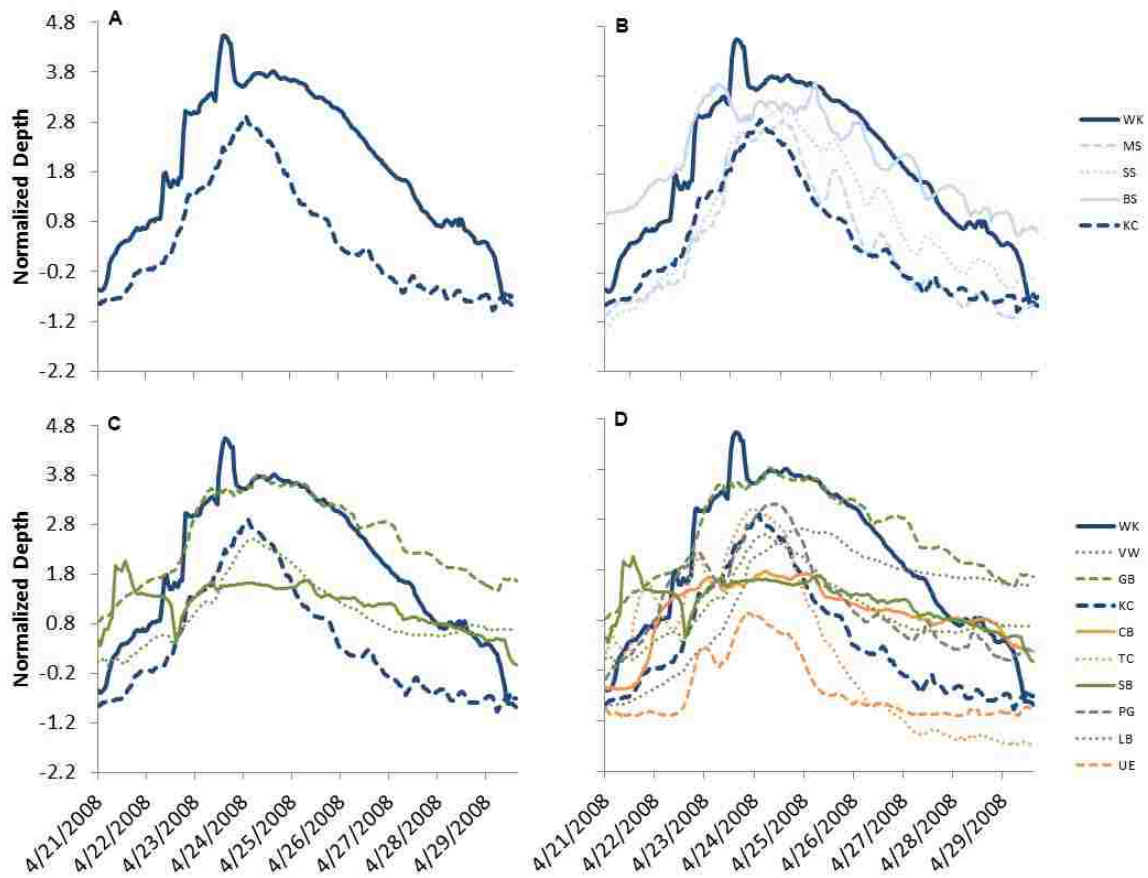 A
4.8
3.8
2.8
1.8
0.8
-0.2
-1.2
-2.2
Normalized Depth
B
WK
MS
SS
BS
KC
C
4.8
3.8
2.8
1.8
0.8
-0.2
-1.2
-2.2
Normalized Depth
4/21/2008
4/22/2008
4/23/2008
4/24/2008
4/25/2008
4/26/2008
4/27/2008
4/28/2008
4/29/2008
D
4/21/2008
4/22/2008
4/23/2008
4/24/2008
4/25/2008
4/26/2008
4/27/2008
4/28/2008
4/29/2008
WK
VW
GB
KC
CB
TC
SB
PG
LB
UE